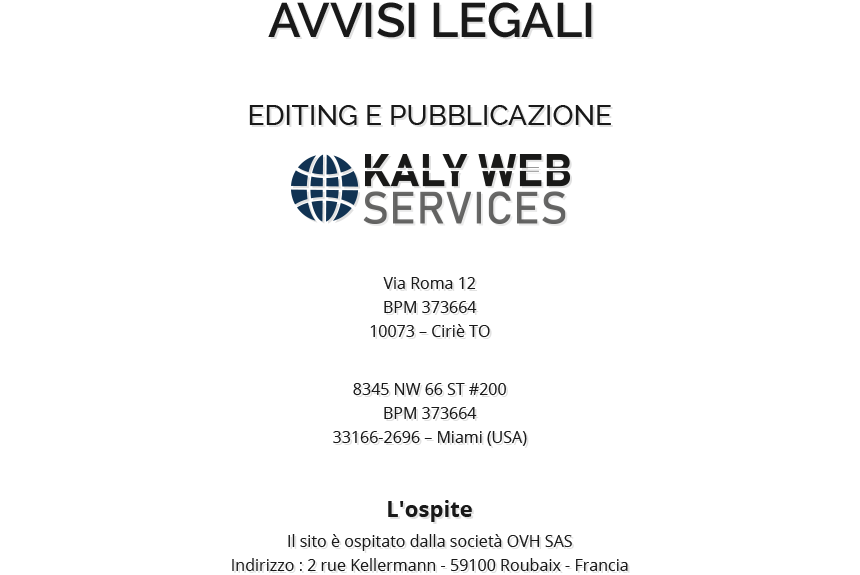 AVVISI LEGALI
EDITING E PUBBLICAZIONE
KALY WEB
SERVICES
Via Roma 12
BPM 373664
10073 – Ciriè TO
8345 NW 66 ST #200
BPM 373664
33166-2696 – Miami (USA)
L'ospite
Il sito è ospitato dalla società OVH SAS
Indirizzo : 2 rue Kellermann - 59100 Roubaix - Francia